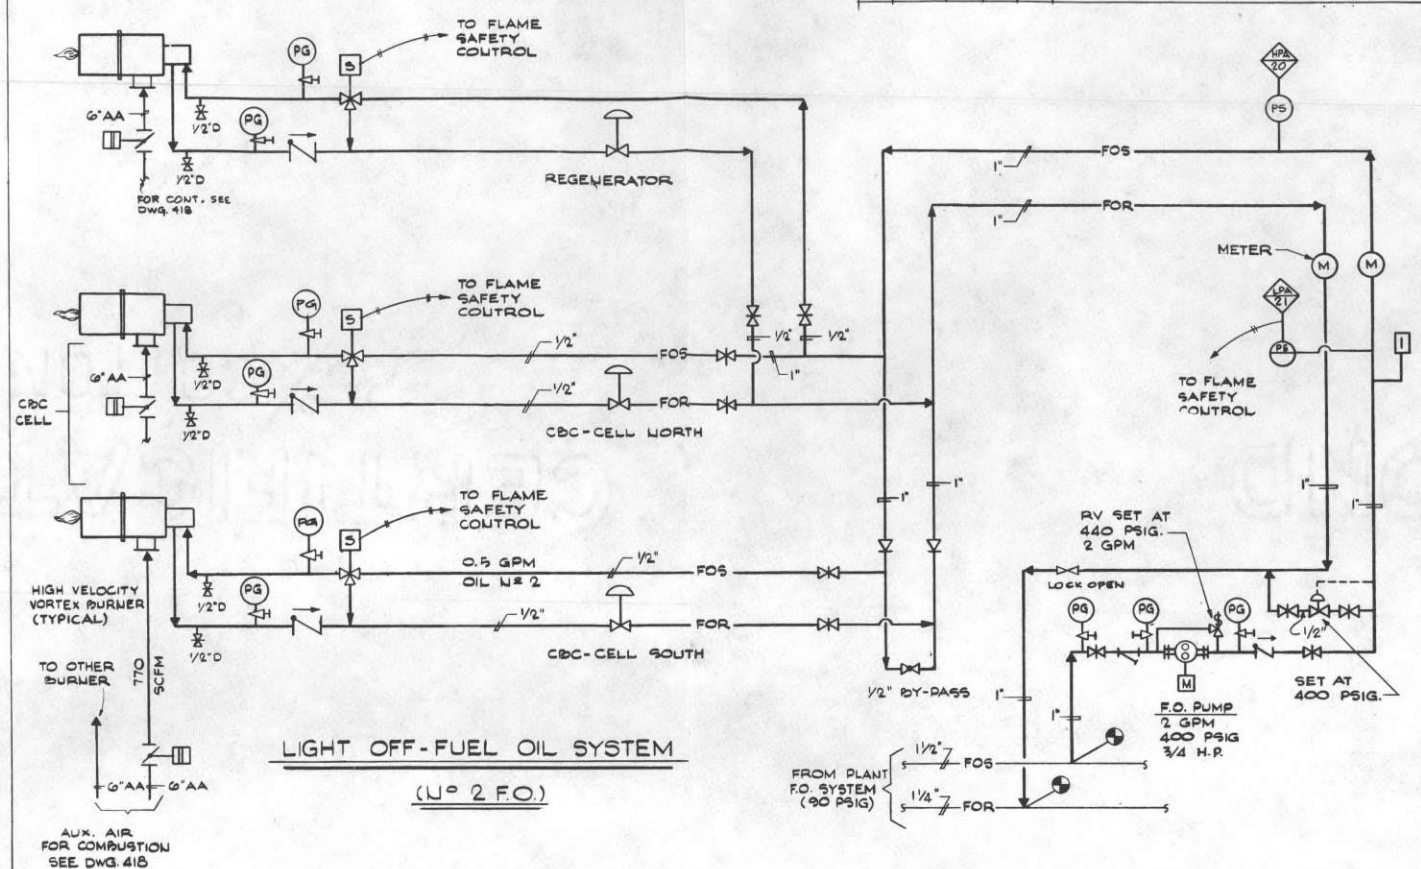 TO FLAME
SAFETY
CONTROL
PG
S
HPA
20
PS
6"AA
1/2"D
PG
1/2"D
FOR CONT. SEE
DWG. 418
REGENERATOR
1"
FOS
1"
FOR
METER
M
M
LPA
21
PS
I
TO FLAME
SAFETY
CONTROL
TO FLAME
SAFETY
CONTROL
PG
S
1/2"
1/2"
1/2"
FOS
1"
6"AA
1/2"D
PG
1/2"D
1/2"
FOR
CBC-CELL NORTH
CBC
CELL
TO FLAME
SAFETY
CONTROL
PG
S
0.5 GPM
OIL Nº 2
1/2"
FOS
1"
1"
1"
1"
RV SET AT
440 PSIG.
2 GPM
LOCK OPEN
HIGH VELOCITY
VORTEX BURNER
(TYPICAL)
1/2"D
PG
1/2"D
1/2"
FOR
CBC-CELL SOUTH
PG
PG
PG
1/2"
SET AT
400 PSIG.
1/2" BY-PASS
1"
1"
M
F.O. PUMP
2 GPM
400 PSIG
3/4 H.P.
TO OTHER
BURNER
770
SCFM
6"AA
6"AA
AUX. AIR
FOR COMBUSTION
SEE DWG. 418
LIGHT OFF-FUEL OIL SYSTEM
(Nº 2 F.O.)
FROM PLANT
F.O. SYSTEM
(90 PSIG)
1 1/2"
FOS
1 1/4"
FOR